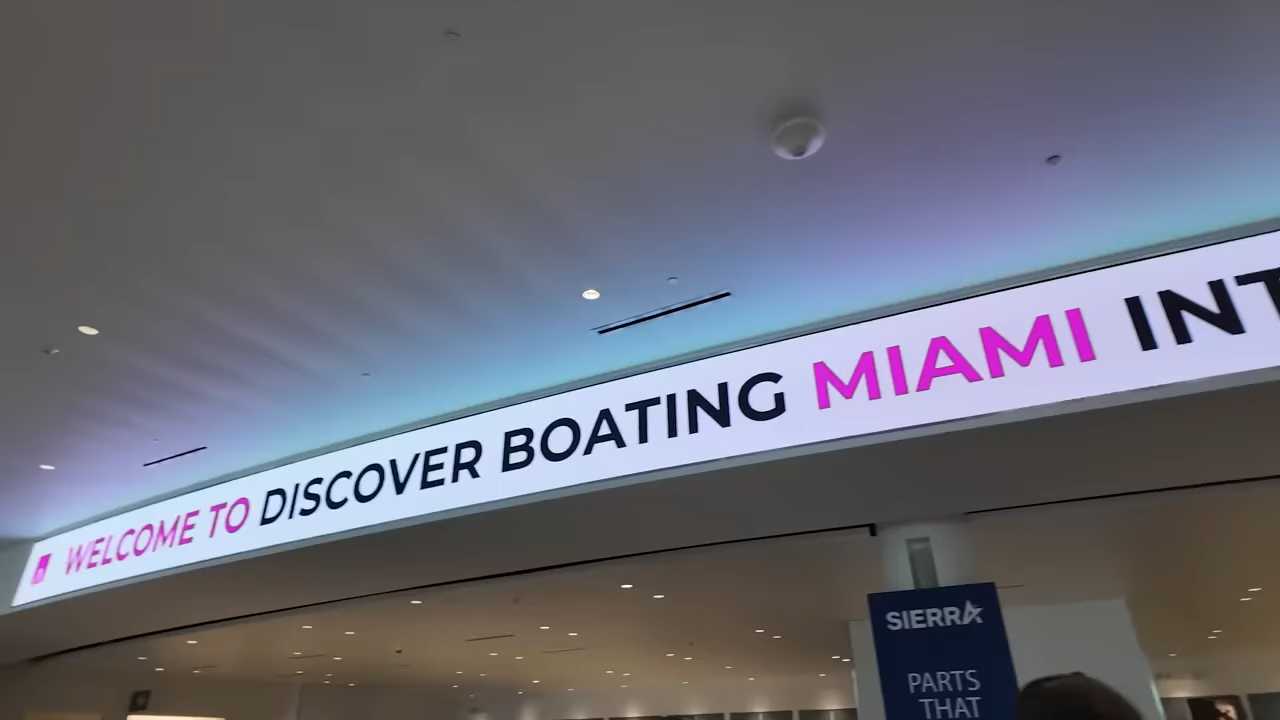 WELCOME TO DISCOVER BOATING MIAMI INT
SIERRA
PARTS
THAT